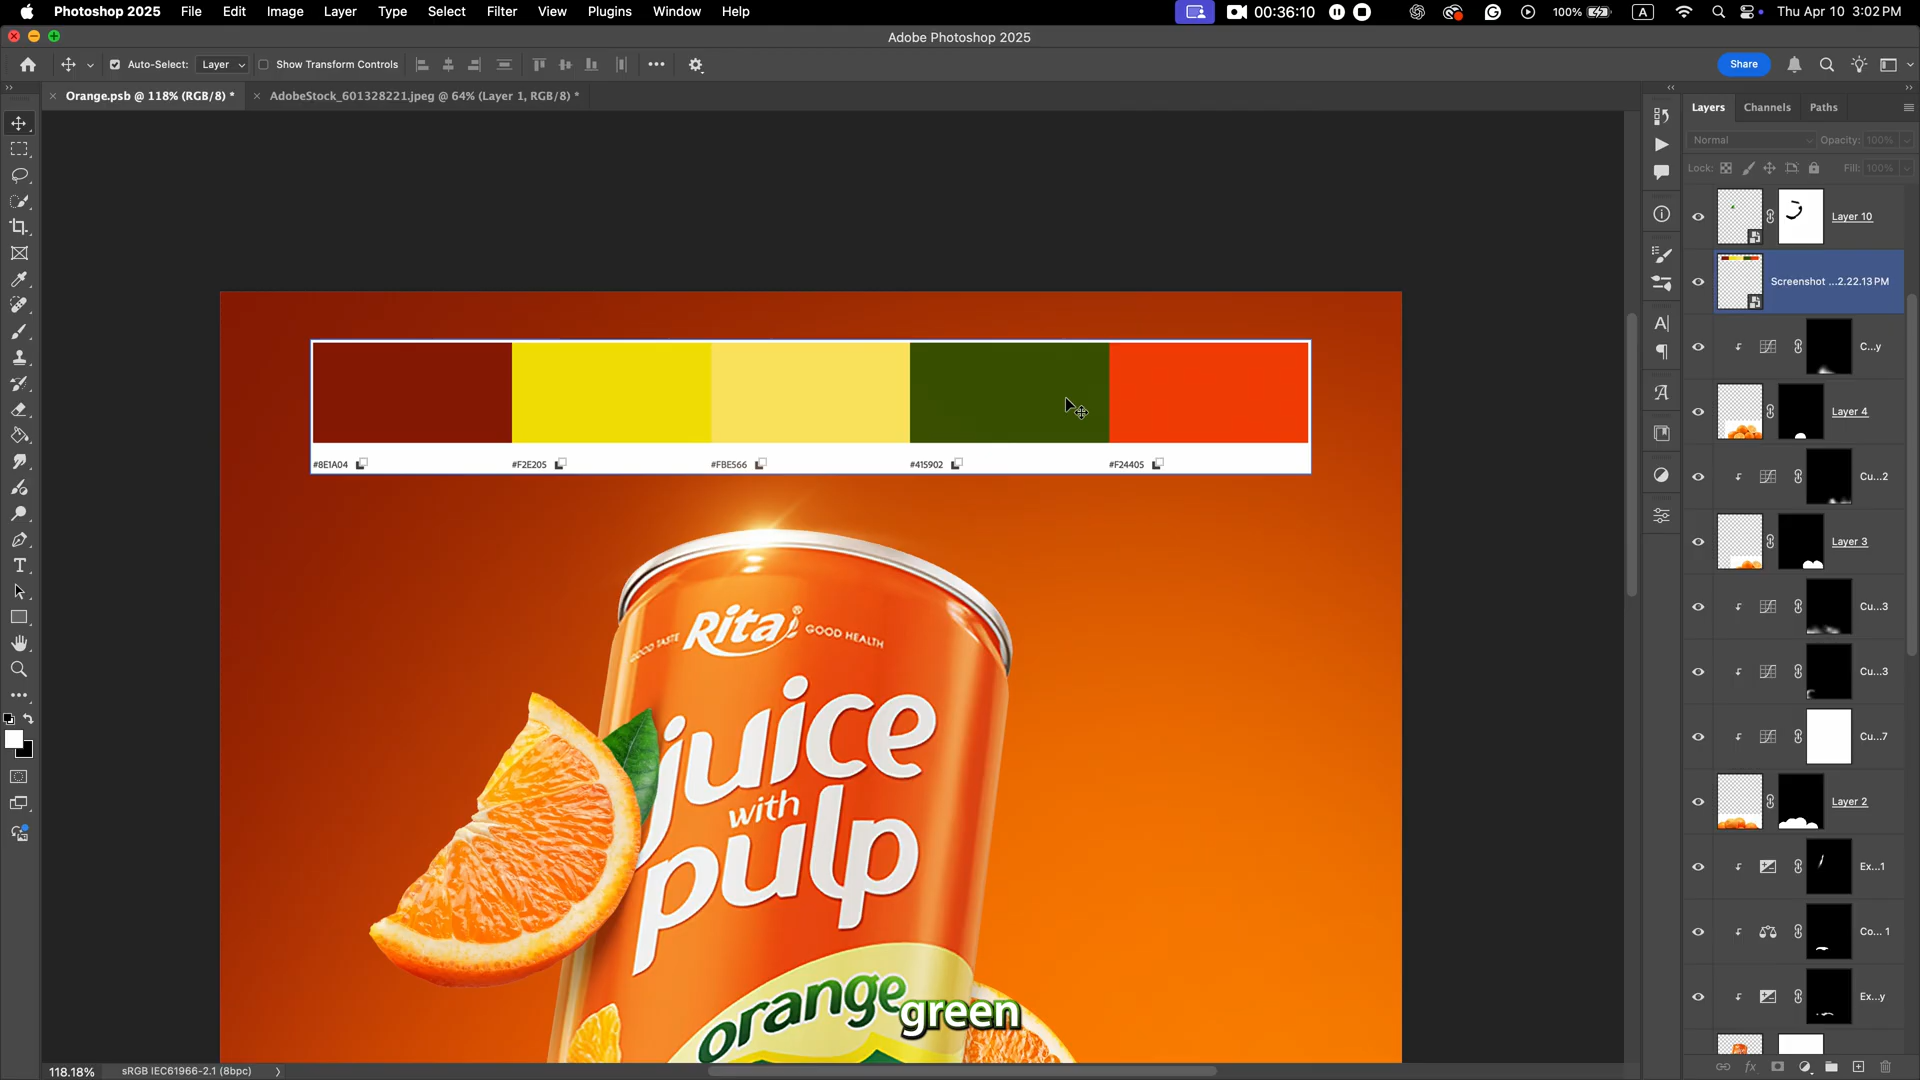 Photoshop 2025 File Edit Image Layer Type Select Filter View Plugins Window Help 00:36:10 100% A Thu Apr 10 3:02 PM
Adobe Photoshop 2025
Auto-Select: Layer Show Transform Controls ••• Share
Orange.psb @ 118% (RGB/8) * AdobeStock_601328221.jpeg @ 64% (Layer 1, RGB/8) *
Layers Channels Paths
Normal Opacity: 100%
Lock: Fill: 100%
Layer 10
Screenshot ...2.22.13 PM
C...y
Layer 4
Cu...2
Layer 3
Cu...3
Cu...3
Cu...7
Layer 2
Ex...1
Co... 1
Ex...y
#8E1A04 #F2E205 #FBE566 #415902 #F24405
Rita®
GOOD TASTE GOOD HEALTH
juice
with
pulp
orange
green
118.18% sRGB IEC61966-2.1 (8bpc)